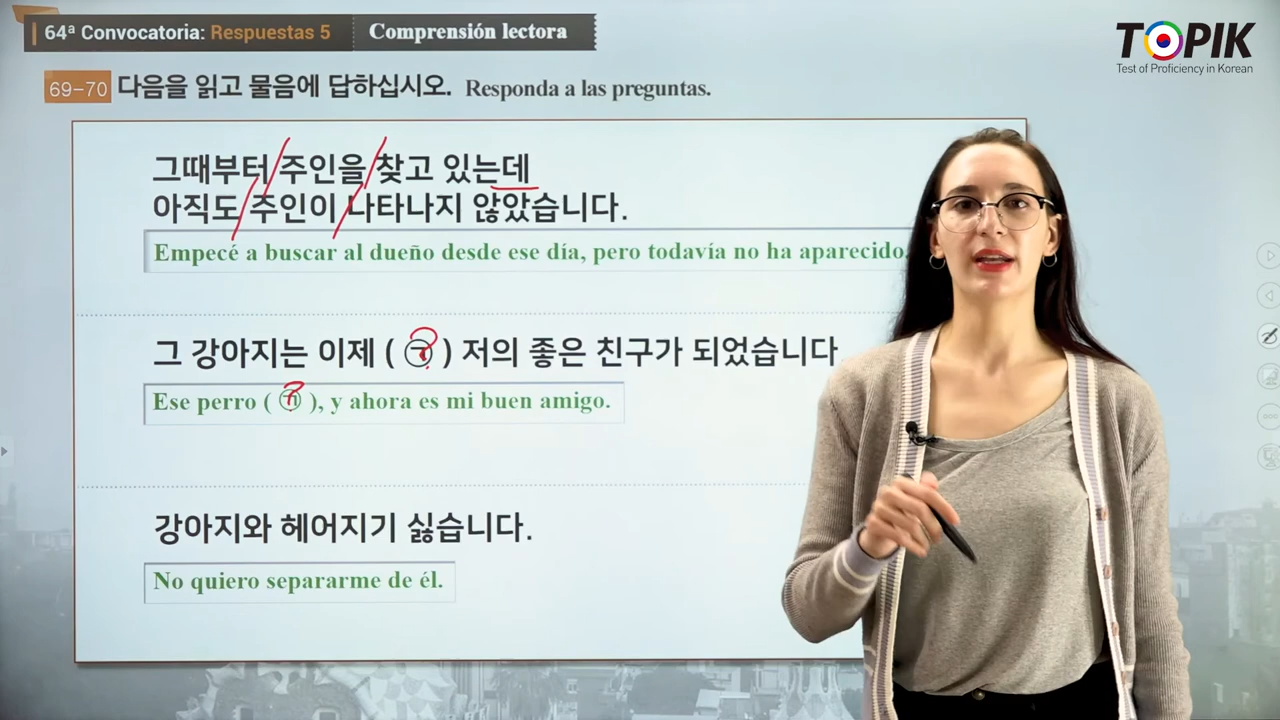 64ª Convocatoria: Respuestas 5 Comprensión lectora
TOPIK
Test of Proficiency in Korean
69-70 다음을 읽고 물음에 답하십시오. Responda a las preguntas.
그때부터 주인을 찾고 있는데
아직도 주인이 나타나지 않았습니다.
Empecé a buscar al dueño desde ese día, pero todavía no ha aparecido.
그 강아지는 이제 ( ㉠ ) 저의 좋은 친구가 되었습니다
Ese perro ( ㉠ ), y ahora es mi buen amigo.
강아지와 헤어지기 싫습니다.
No quiero separarme de él.